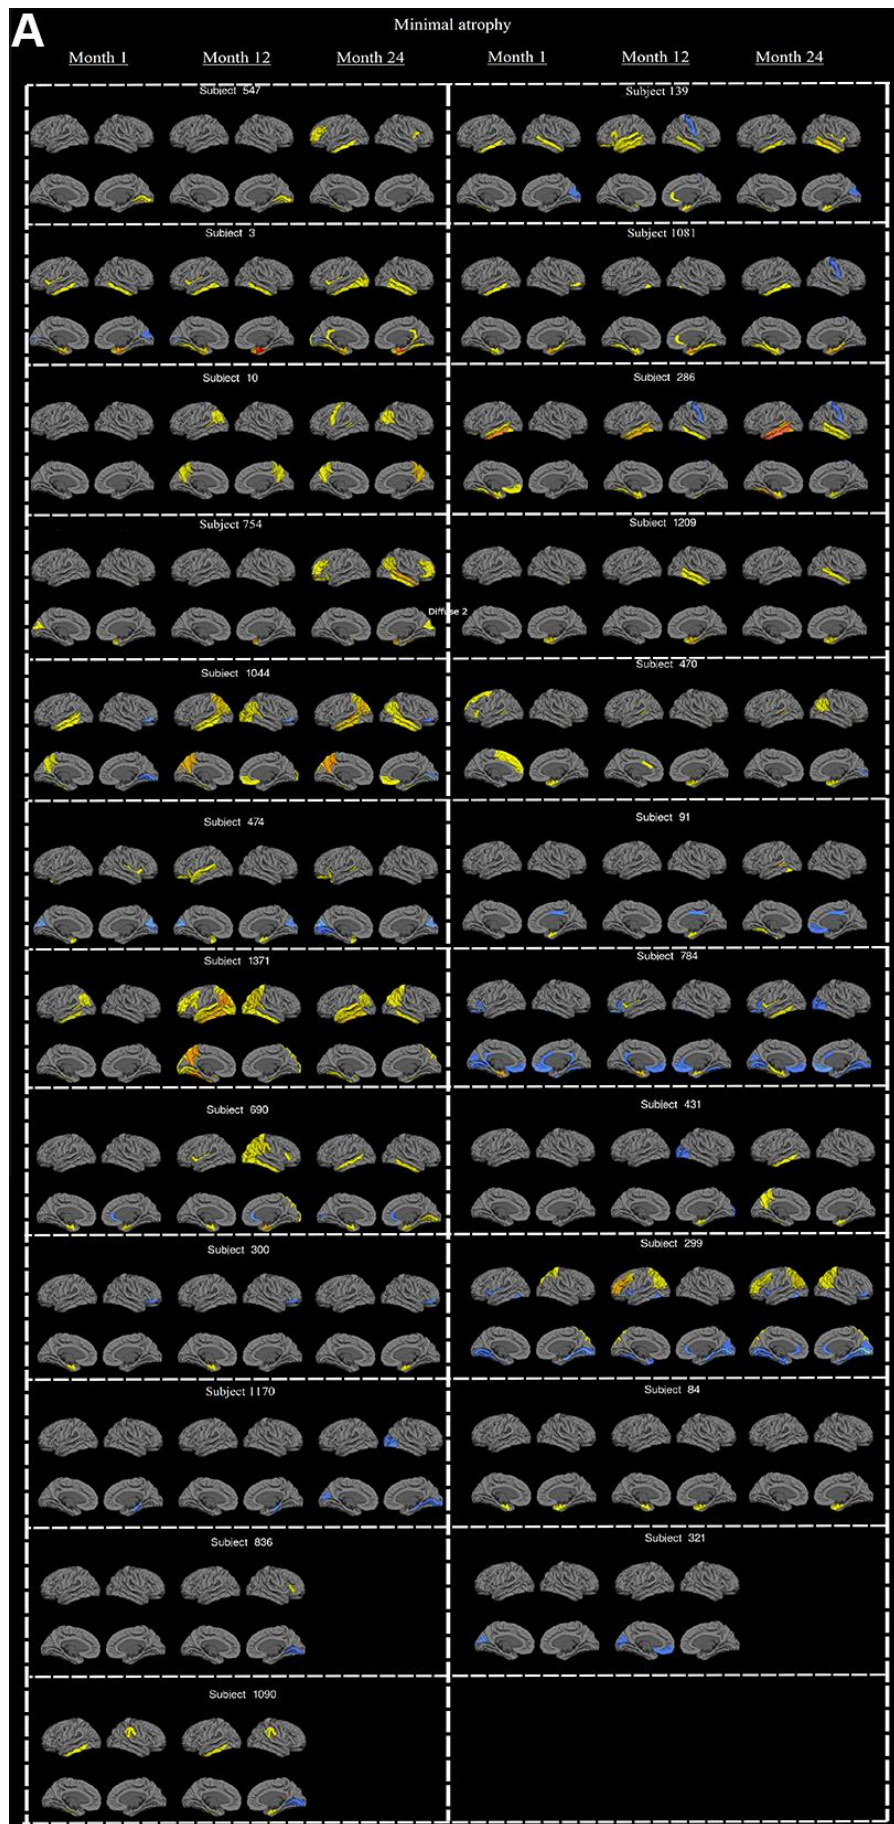 A
Minimal atrophy
Month 1 Month 12 Month 24 Month 1 Month 12 Month 24
Subject 547 Subject 139
Subject 3 Subject 1081
Subject 10 Subject 286
Subject 754 Subject 1209
Diffuse 2
Subject 1044 Subject 470
Subject 474 Subject 91
Subject 1371 Subject 784
Subject 690 Subject 431
Subject 300 Subject 299
Subject 1170 Subject 84
Subject 836 Subject 321
Subject 1090